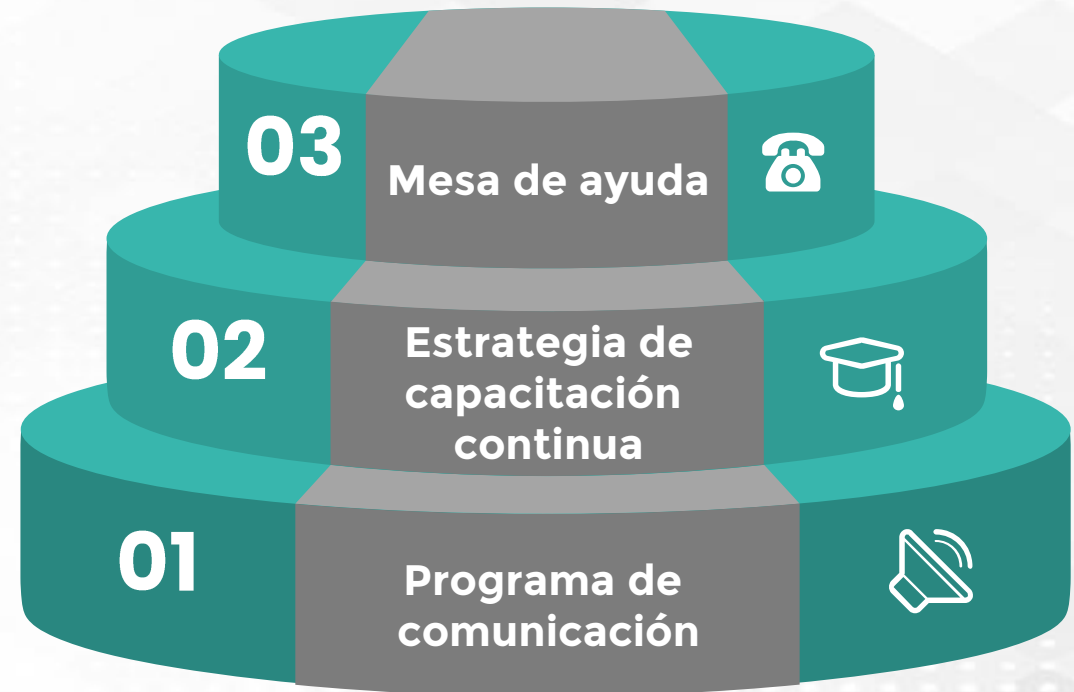 03
Mesa de ayuda
02
Estrategia de
capacitación
continua
01
Programa de
comunicación